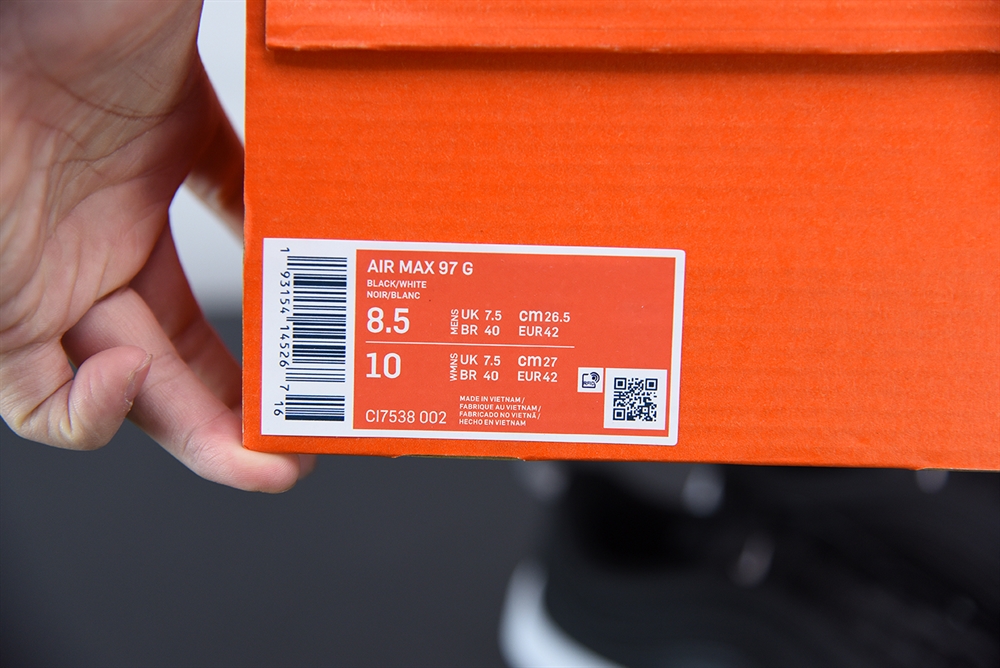 AIR MAX 97 G
BLACK/WHITE
NOIR/BLANC
8.5 MENS UK 7.5 cm 26.5
BR 40 EUR 42
10 WMNS UK 7.5 cm 27
BR 40 EUR 42
CI7538 002
MADE IN VIETNAM /
FABRIQUE AU VIETNAM /
FABRICADO NO VIETNÃ /
HECHO EN VIETNAM
1 93154 14526 7 16